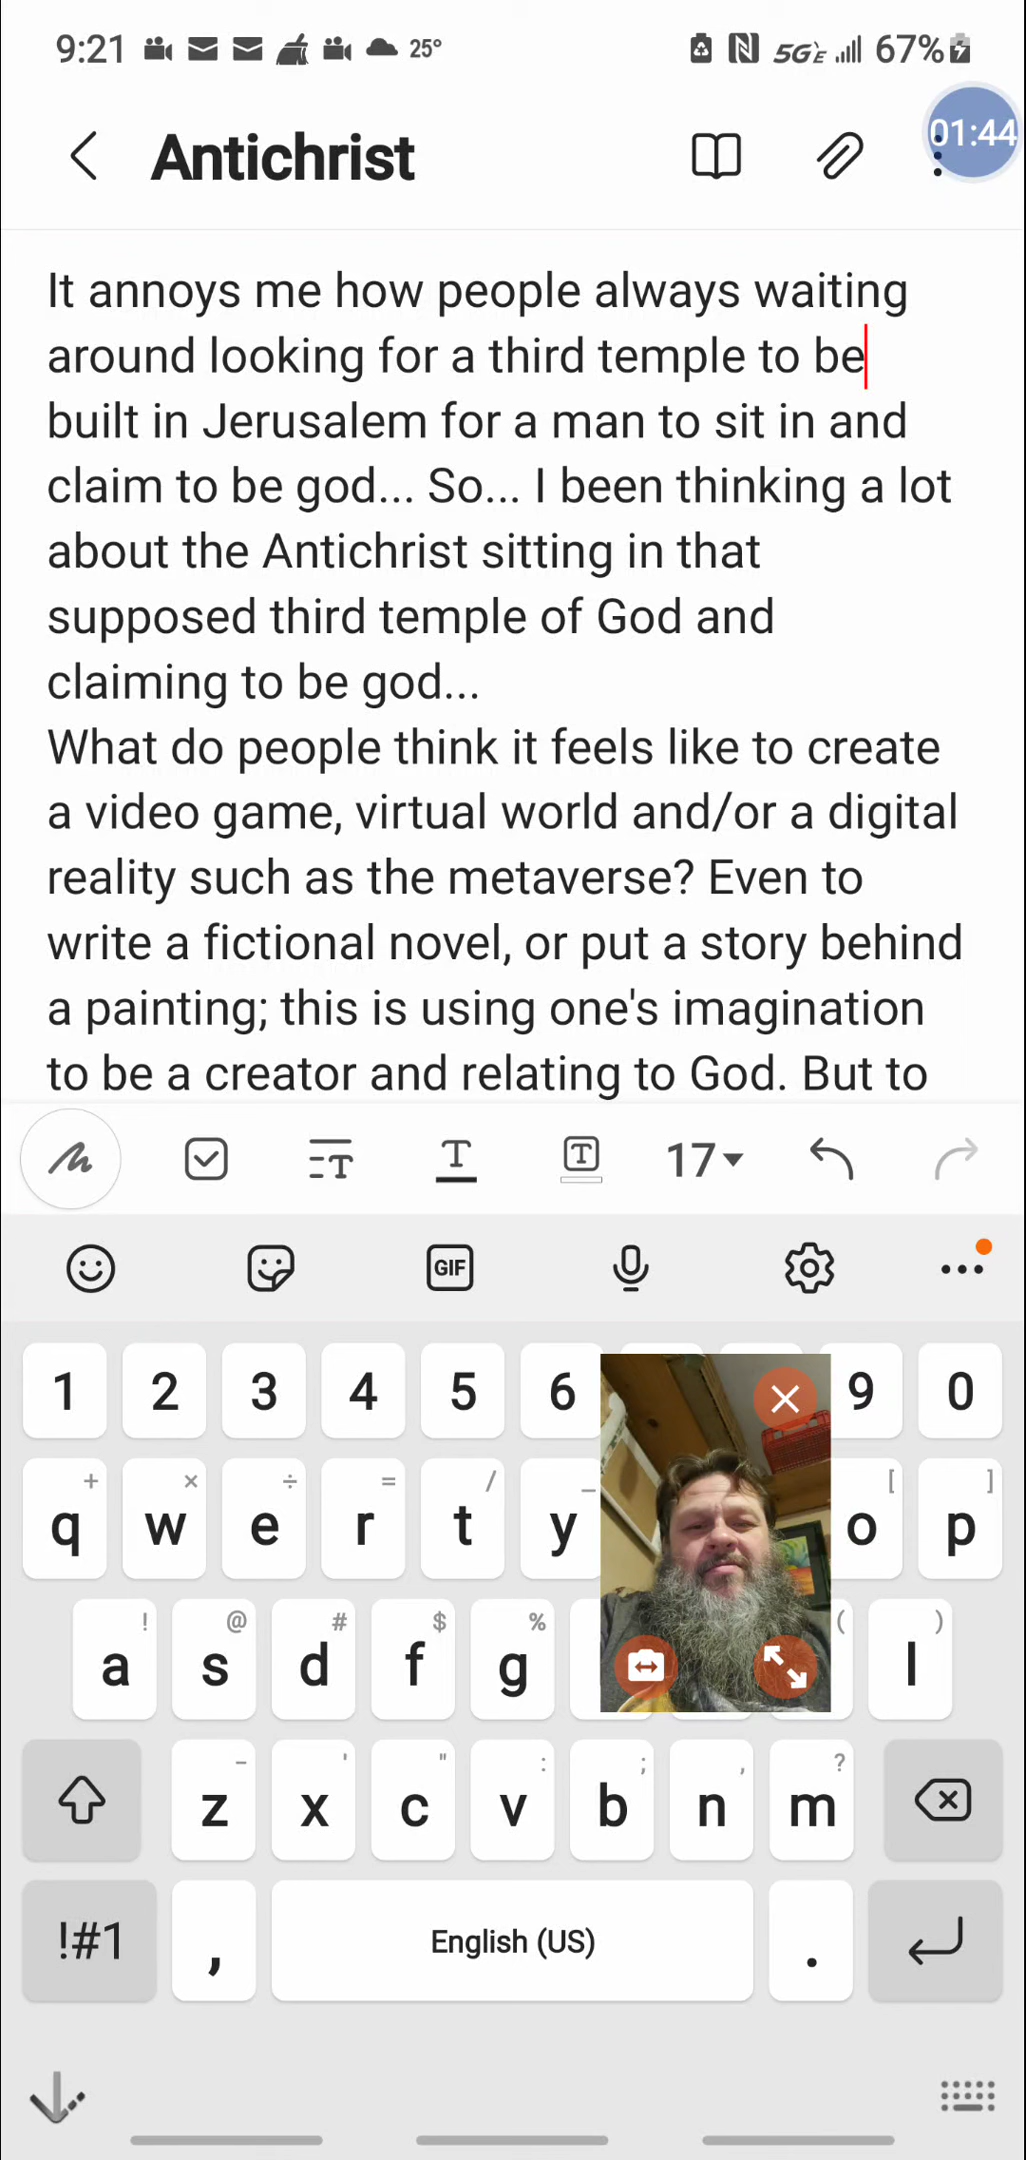 9:21 25° 5GE 67%
Antichrist
01:44
It annoys me how people always waiting
around looking for a third temple to be
built in Jerusalem for a man to sit in and
claim to be god... So... I been thinking a lot
about the Antichrist sitting in that
supposed third temple of God and
claiming to be god...
What do people think it feels like to create
a video game, virtual world and/or a digital
reality such as the metaverse? Even to
write a fictional novel, or put a story behind
a painting; this is using one's imagination
to be a creator and relating to God. But to
T T 17
GIF
1 2 3 4 5 6 9 0
+ × ÷ = / _ [ ]
q w e r t y o p
! @ # $ % ( )
a s d f g l
- ' " : ; , ?
z x c v b n m
!#1 , English (US) .